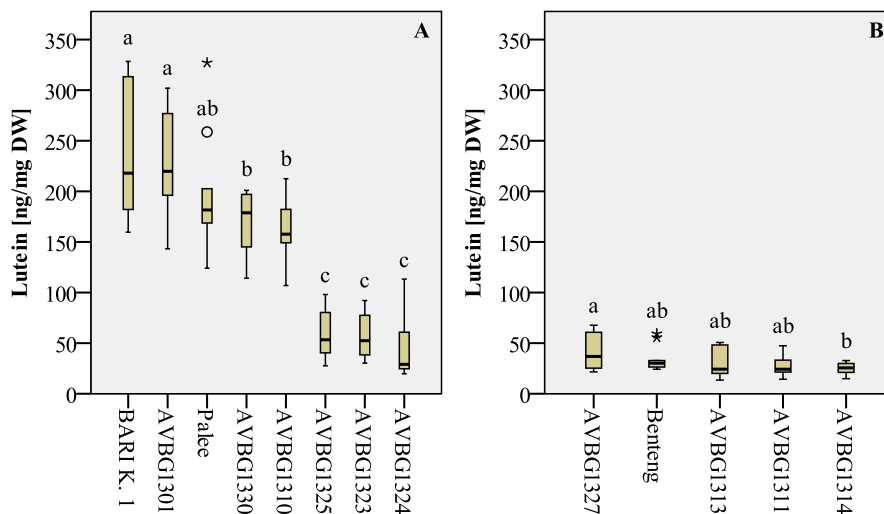 A
Lutein [ng/mg DW]
350
300
250
200
150
100
50
0
a
a
ab
b
b
c
c
c
BARI K. 1
AVBG1301
Palee
AVBG1330
AVBG1310
AVBG1325
AVBG1323
AVBG1324
B
Lutein [ng/mg DW]
350
300
250
200
150
100
50
0
a
ab
ab
ab
b
AVBG1327
Benteng
AVBG1313
AVBG1311
AVBG1314